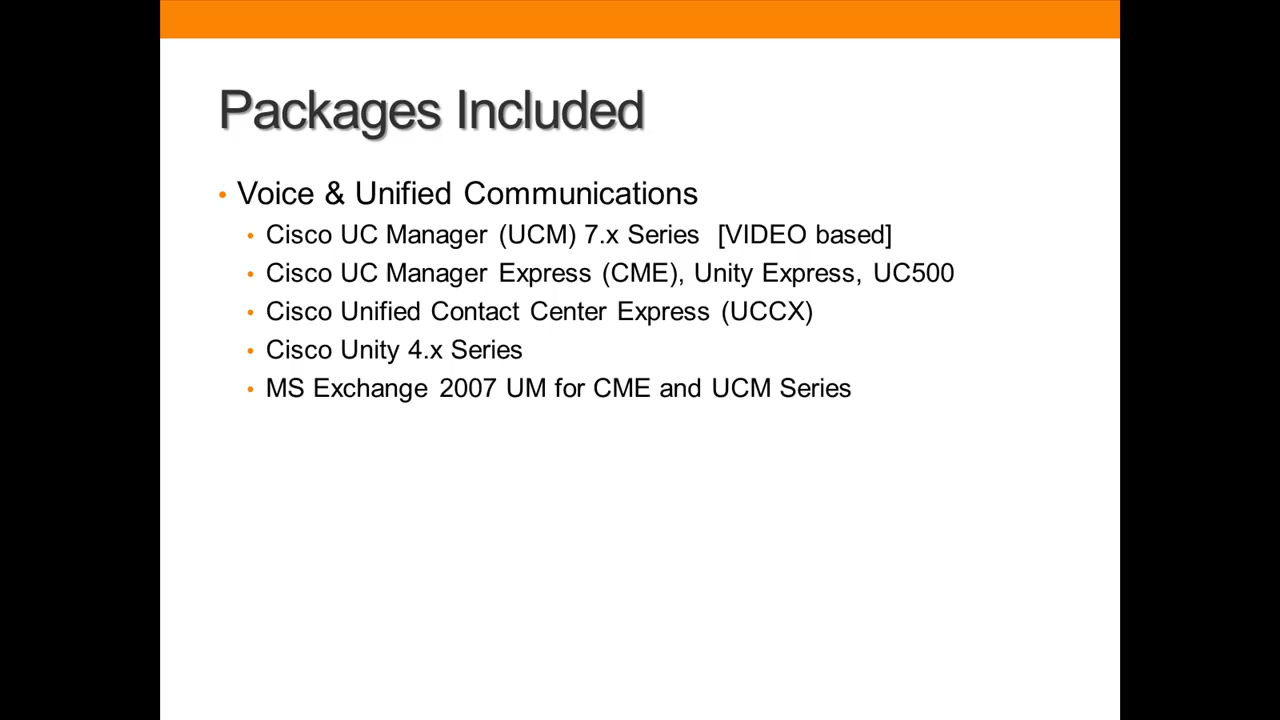 Packages Included
• Voice & Unified Communications
• Cisco UC Manager (UCM) 7.x Series [VIDEO based]
• Cisco UC Manager Express (CME), Unity Express, UC500
• Cisco Unified Contact Center Express (UCCX)
• Cisco Unity 4.x Series
• MS Exchange 2007 UM for CME and UCM Series